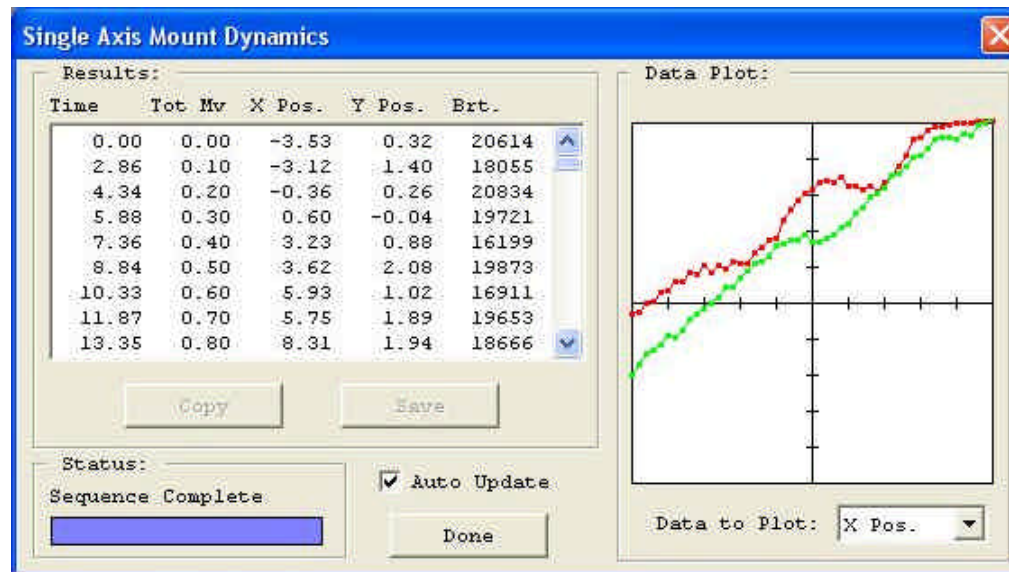 Single Axis Mount Dynamics
Results:
Time Tot Mv X Pos. Y Pos. Brt.
0.00 0.00 -3.53 0.32 20614
2.86 0.10 -3.12 1.40 18055
4.34 0.20 -0.36 0.26 20834
5.88 0.30 0.60 -0.04 19721
7.36 0.40 3.23 0.88 16199
8.84 0.50 3.62 2.08 19873
10.33 0.60 5.93 1.02 16911
11.87 0.70 5.75 1.89 19653
13.35 0.80 8.31 1.94 18666
Copy Save
Status:
Sequence Complete
Auto Update
Done
Data Plot:
Data to Plot: X Pos.